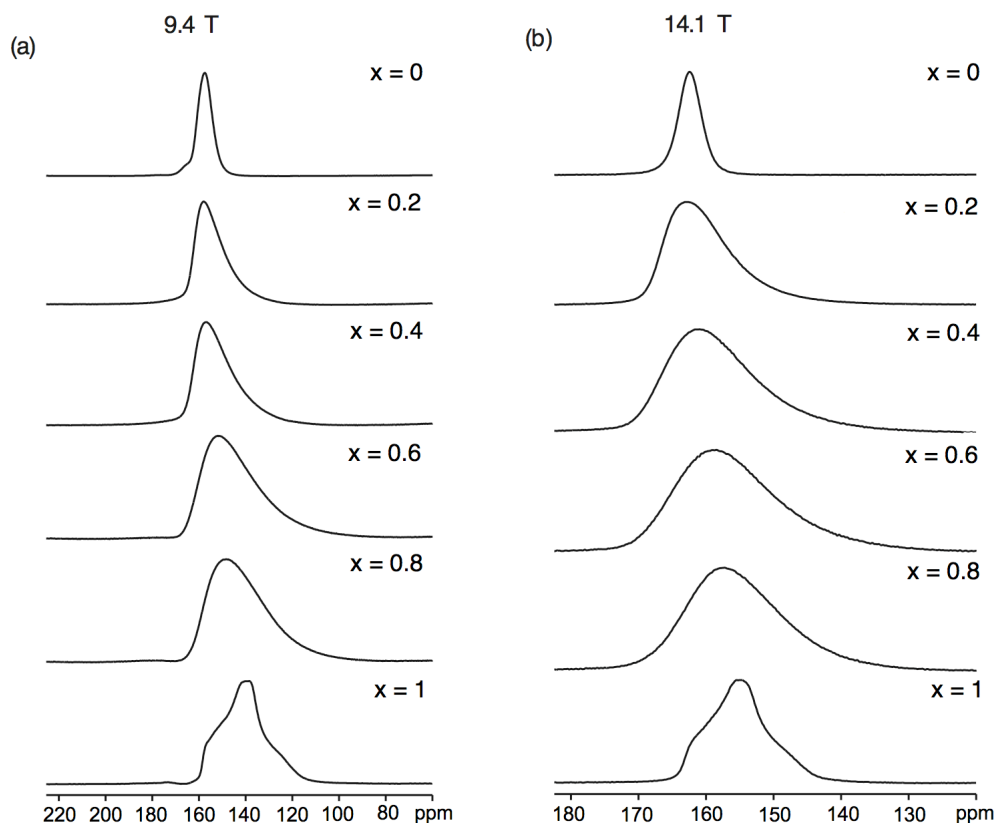 9.4 T
(a)
x = 0
x = 0.2
x = 0.4
x = 0.6
x = 0.8
x = 1
220 200 180 160 140 120 100 80 ppm
14.1 T
(b)
x = 0
x = 0.2
x = 0.4
x = 0.6
x = 0.8
x = 1
180 170 160 150 140 130 ppm